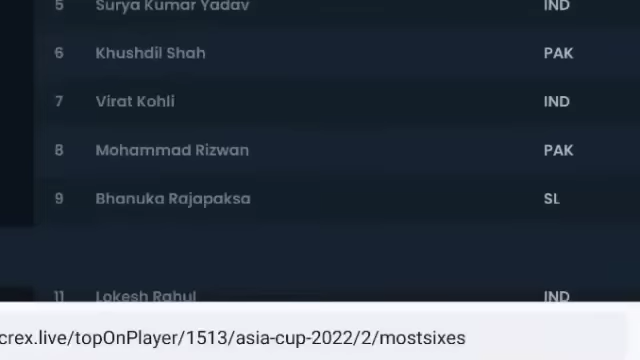 5 Surya Kumar Yadav IND
6 Khushdil Shah PAK
7 Virat Kohli IND
8 Mohammad Rizwan PAK
9 Bhanuka Rajapaksa SL
11 Lokesh Rahul IND
crex.live/topOnPlayer/1513/asia-cup-2022/2/mostsixes